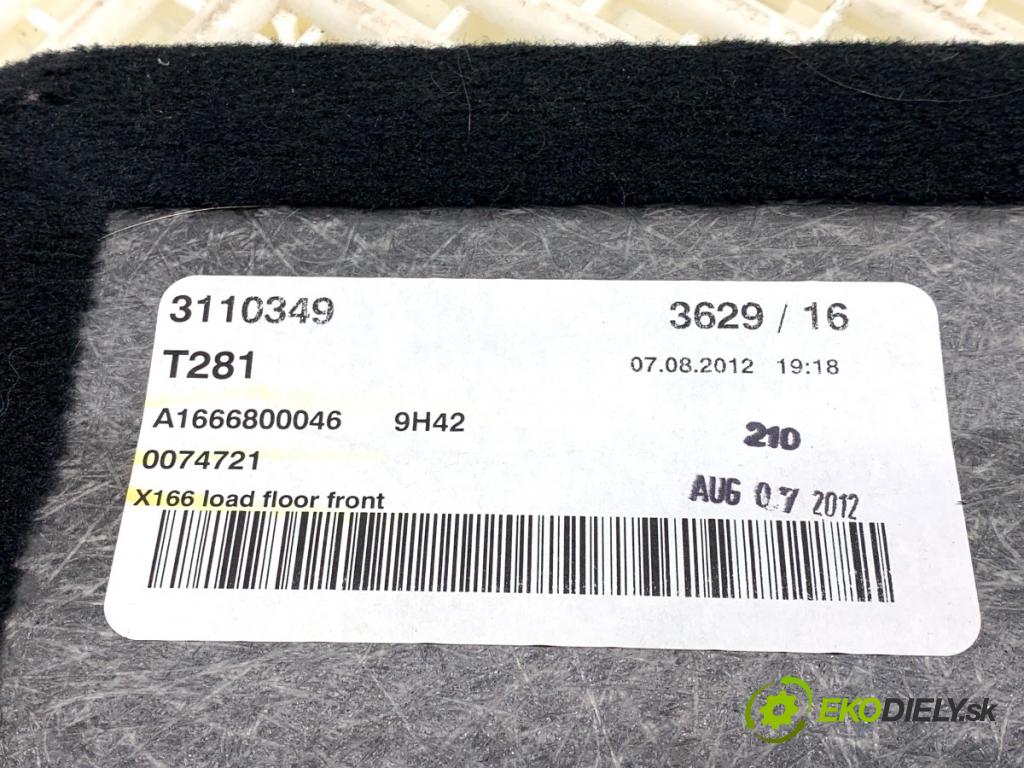 3110349 3629 / 16
T281 07.08.2012 19:18
A1666800046 9H42
210
0074721
X166 load floor front AUG 07 2012
EKODIELY.sk